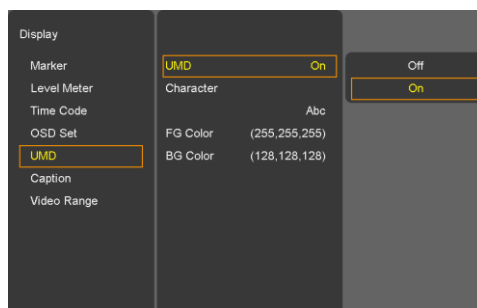 Display
Marker
Level Meter
Time Code
OSD Set
UMD
Caption
Video Range
UMD On
Character
Abc
FG Color (255,255,255)
BG Color (128,128,128)
Off
On